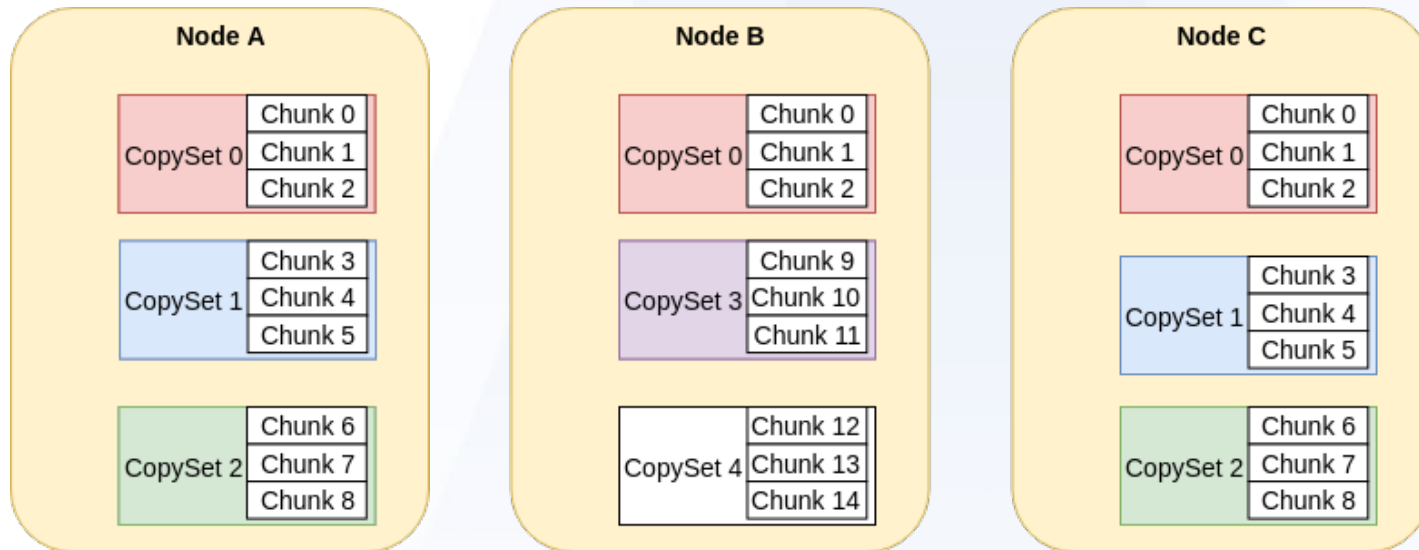 Node A
CopySet 0
Chunk 0
Chunk 1
Chunk 2
CopySet 1
Chunk 3
Chunk 4
Chunk 5
CopySet 2
Chunk 6
Chunk 7
Chunk 8
Node B
CopySet 0
Chunk 0
Chunk 1
Chunk 2
CopySet 3
Chunk 9
Chunk 10
Chunk 11
CopySet 4
Chunk 12
Chunk 13
Chunk 14
Node C
CopySet 0
Chunk 0
Chunk 1
Chunk 2
CopySet 1
Chunk 3
Chunk 4
Chunk 5
CopySet 2
Chunk 6
Chunk 7
Chunk 8